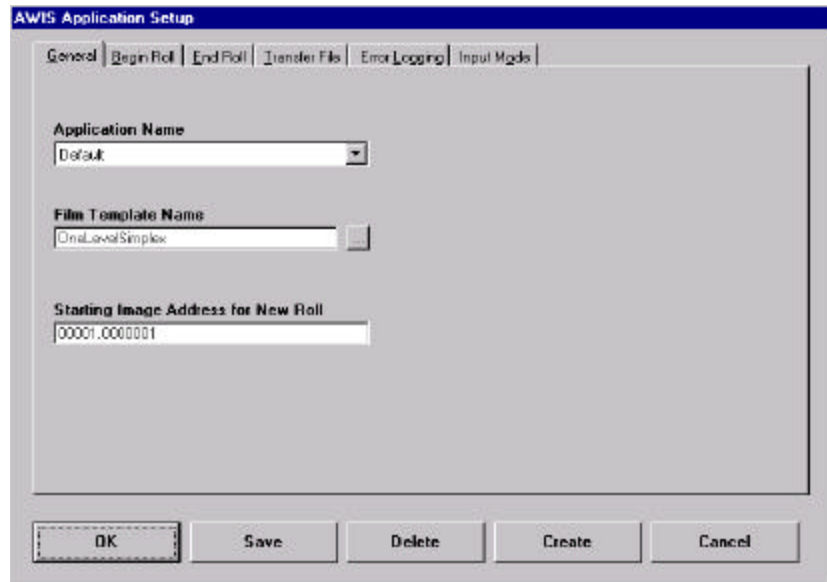 AWIS Application Setup
General Begin Roll End Roll Transfer File Error Logging Input Mode
Application Name
Default
Film Template Name
OneLevelSimplex
...
Starting Image Address for New Roll
00001.0000001
OK Save Delete Create Cancel